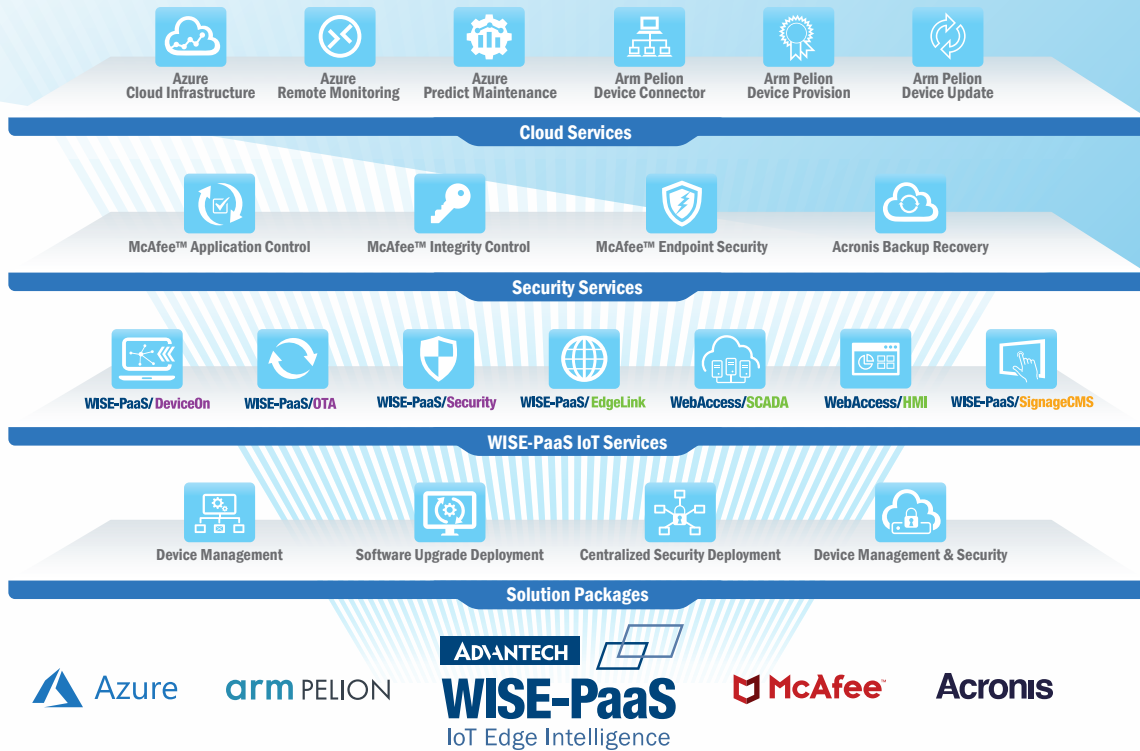 Azure
Cloud Infrastructure
Azure
Remote Monitoring
Azure
Predict Maintenance
Arm Pelion
Device Connector
Arm Pelion
Device Provision
Arm Pelion
Device Update
Cloud Services
McAfee™ Application Control
McAfee™ Integrity Control
McAfee™ Endpoint Security
Acronis Backup Recovery
Security Services
WISE-PaaS/DeviceOn
WISE-PaaS/OTA
WISE-PaaS/Security
WISE-PaaS/EdgeLink
WebAccess/SCADA
WebAccess/HMI
WISE-PaaS/SignageCMS
WISE-PaaS IoT Services
Device Management
Software Upgrade Deployment
Centralized Security Deployment
Device Management & Security
Solution Packages
Azure
arm PELION
ADVANTECH
WISE-PaaS
IoT Edge Intelligence
McAfee™
Acronis